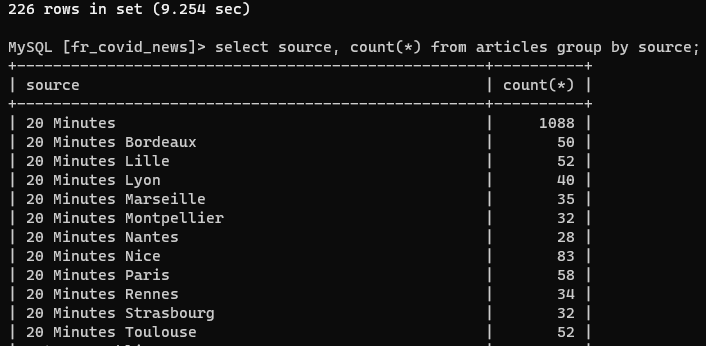 226 rows in set (9.254 sec)
MySQL [fr_covid_news]> select source, count(*) from articles group by source;
+----------------------------------------------------+----------+
| source | count(*) |
+----------------------------------------------------+----------+
| 20 Minutes | 1088 |
| 20 Minutes Bordeaux | 50 |
| 20 Minutes Lille | 52 |
| 20 Minutes Lyon | 40 |
| 20 Minutes Marseille | 35 |
| 20 Minutes Montpellier | 32 |
| 20 Minutes Nantes | 28 |
| 20 Minutes Nice | 83 |
| 20 Minutes Paris | 58 |
| 20 Minutes Rennes | 34 |
| 20 Minutes Strasbourg | 32 |
| 20 Minutes Toulouse | 52 |